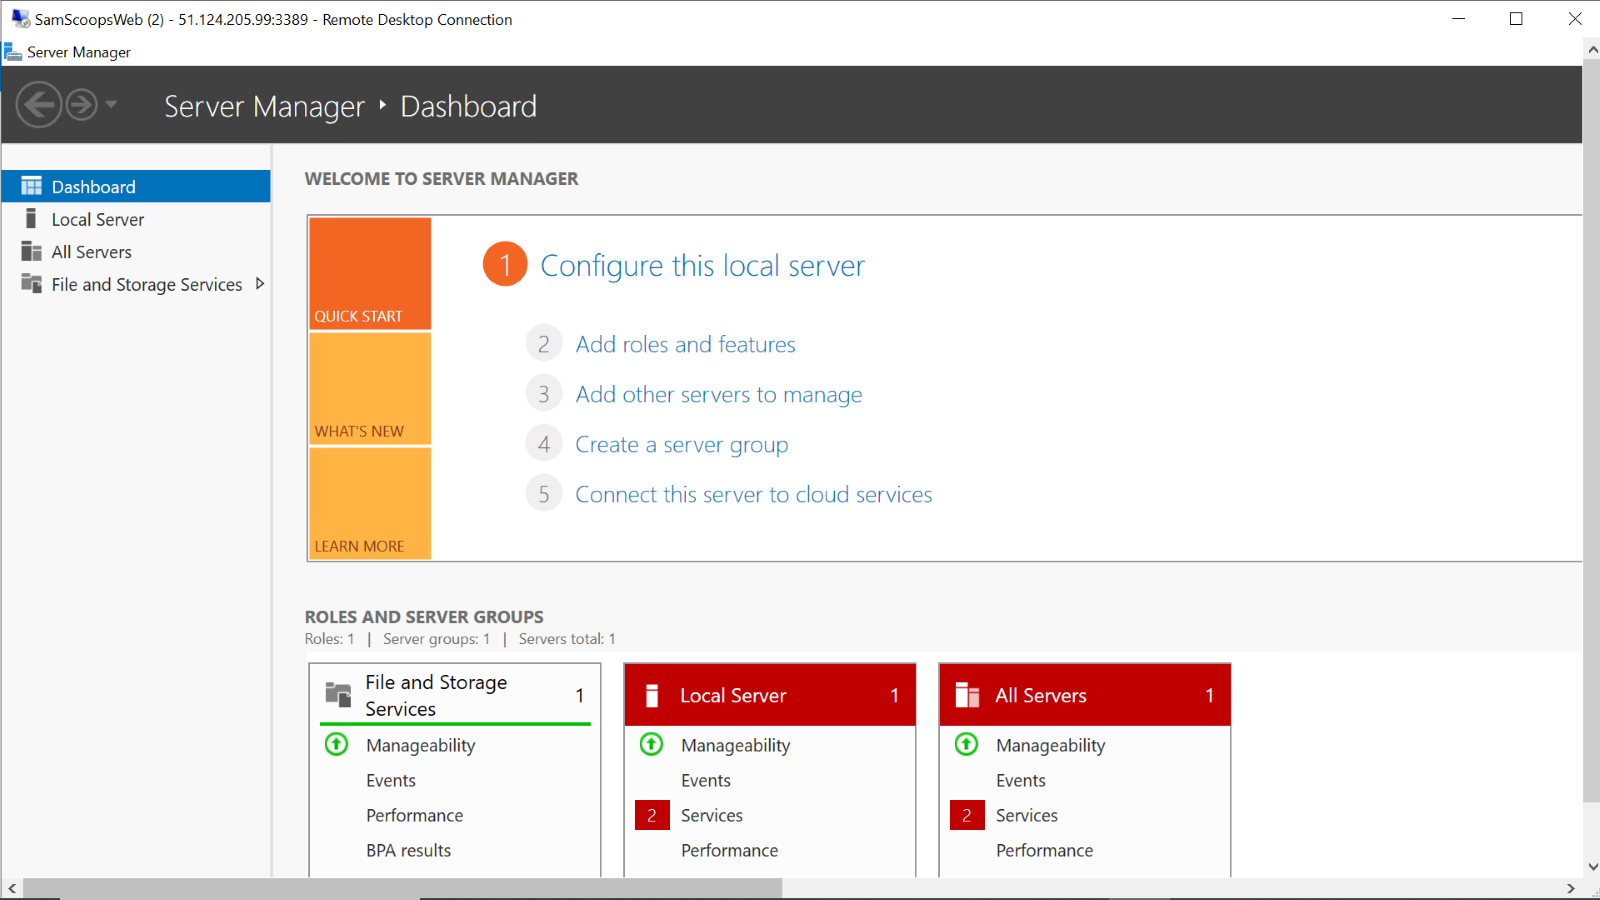 SamScoopsWeb (2) - 51.124.205.99:3389 - Remote Desktop Connection
Server Manager
Server Manager ‣ Dashboard
Dashboard
Local Server
All Servers
File and Storage Services
WELCOME TO SERVER MANAGER
QUICK START
WHAT'S NEW
LEARN MORE
1 Configure this local server
2 Add roles and features
3 Add other servers to manage
4 Create a server group
5 Connect this server to cloud services
ROLES AND SERVER GROUPS
Roles: 1 | Server groups: 1 | Servers total: 1
File and Storage
Services 1
Manageability
Events
Performance
BPA results
Local Server 1
Manageability
Events
2 Services
Performance
All Servers 1
Manageability
Events
2 Services
Performance